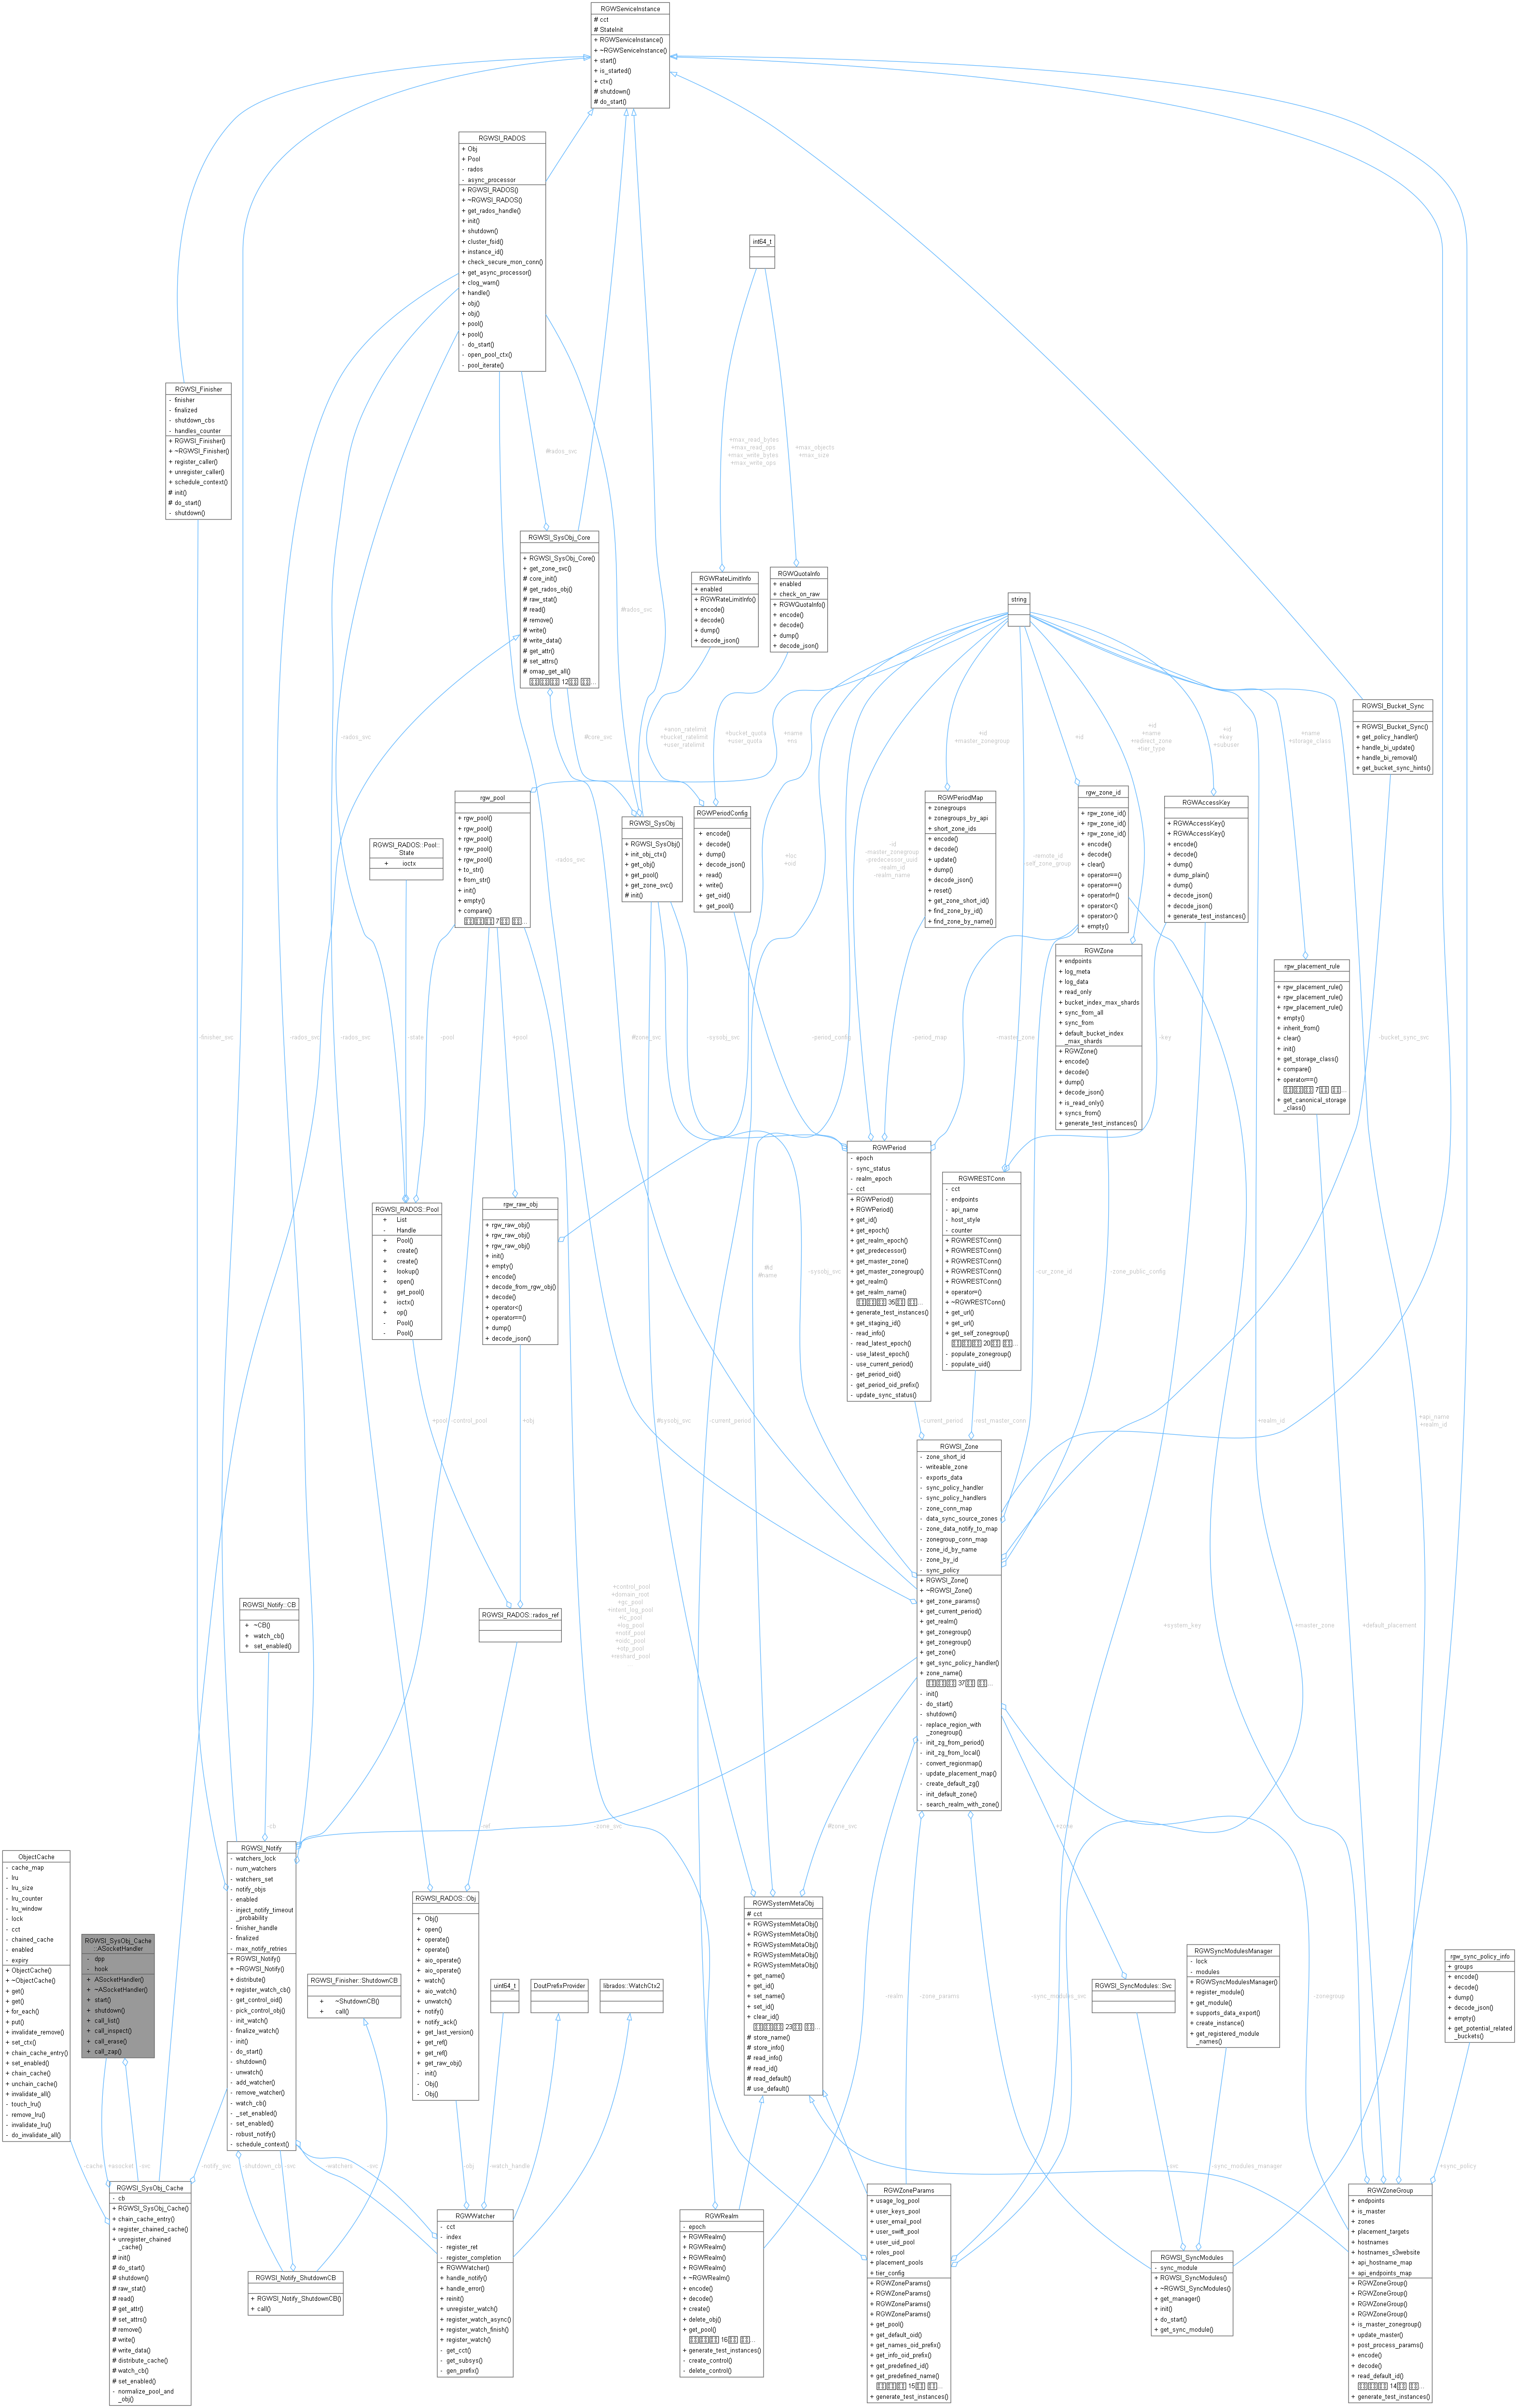 RGWServiceInstance
# cct
# StateInit
+ RGWServiceInstance()
+ ~RGWServiceInstance()
+ start()
+ is_started()
+ ctx()
# shutdown()
# do_start()
RGWSI_RADOS
+ Obj
+ Pool
- rados
- async_processor
+ RGWSI_RADOS()
+ ~RGWSI_RADOS()
+ get_rados_handle()
+ init()
+ shutdown()
+ cluster_fsid()
+ instance_id()
+ check_secure_mon_conn()
+ get_async_processor()
+ clog_warn()
+ handle()
+ obj()
+ obj()
+ pool()
+ pool()
- do_start()
- open_pool_ctx()
- pool_iterate()
int64_t
RGWSI_Finisher
- finisher
- finalized
- shutdown_cbs
- handles_counter
+ RGWSI_Finisher()
+ ~RGWSI_Finisher()
+ register_caller()
+ unregister_caller()
+ schedule_context()
# init()
# do_start()
- shutdown()
#rados_svc
+max_read_bytes
+max_read_ops
+max_write_bytes
+max_write_ops
+max_objects
+max_size
RGWSI_SysObj_Core
+ RGWSI_SysObj_Core()
+ get_zone_svc()
# core_init()
# get_rados_obj()
# raw_stat()
# read()
# remove()
# write()
# write_data()
# get_attr()
# set_attrs()
# omap_get_all()
#rados_svc
RGWRateLimitInfo
+ enabled
+ RGWRateLimitInfo()
+ encode()
+ decode()
+ dump()
+ decode_json()
RGWQuotaInfo
+ enabled
+ check_on_raw
+ RGWQuotaInfo()
+ encode()
+ decode()
+ dump()
+ decode_json()
string
RGWSI_Bucket_Sync
+ RGWSI_Bucket_Sync()
+ get_policy_handler()
+ handle_bi_update()
+ handle_bi_removal()
+ get_bucket_sync_hints()
-rados_svc
#core_svc
+anon_ratelimit
+bucket_ratelimit
+user_ratelimit
+bucket_quota
+user_quota
+name
+ns
+id
+master_zonegroup
+id
+id
+name
+redirect_zone
+tier_type
+id
+key
+subuser
+name
+storage_class
RGWSI_RADOS::Pool::
State
+ ioctx
rgw_pool
+ rgw_pool()
+ rgw_pool()
+ rgw_pool()
+ rgw_pool()
+ rgw_pool()
+ to_str()
+ from_str()
+ init()
+ empty()
+ compare()
RGWSI_SysObj
+ RGWSI_SysObj()
+ init_obj_ctx()
+ get_obj()
+ get_pool()
+ get_zone_svc()
# init()
RGWPeriodConfig
+ encode()
+ decode()
+ dump()
+ decode_json()
+ read()
+ write()
+ get_oid()
+ get_pool()
-rados_svc
+loc
+oid
-id
-master_zonegroup
-predecessor_uuid
-realm_id
-realm_name
RGWPeriodMap
+ zonegroups
+ zonegroups_by_api
+ short_zone_ids
+ encode()
+ decode()
+ update()
+ dump()
+ decode_json()
+ reset()
+ get_zone_short_id()
+ find_zone_by_id()
+ find_zone_by_name()
-remote_id
-self_zone_group
rgw_zone_id
+ rgw_zone_id()
+ rgw_zone_id()
+ rgw_zone_id()
+ encode()
+ decode()
+ clear()
+ operator==()
+ operator==()
+ operator!=()
+ operator<()
+ operator>()
+ empty()
RGWAccessKey
+ RGWAccessKey()
+ RGWAccessKey()
+ encode()
+ decode()
+ dump()
+ dump_plain()
+ dump()
+ decode_json()
+ decode_json()
+ generate_test_instances()
RGWZone
+ endpoints
+ log_meta
+ log_data
+ read_only
+ bucket_index_max_shards
+ sync_from_all
+ sync_from
+ default_bucket_index
_max_shards
+ RGWZone()
+ encode()
+ decode()
+ dump()
+ decode_json()
+ is_read_only()
+ syncs_from()
+ generate_test_instances()
rgw_placement_rule
+ rgw_placement_rule()
+ rgw_placement_rule()
+ rgw_placement_rule()
+ empty()
+ inherit_from()
+ clear()
+ init()
+ get_storage_class()
+ compare()
+ operator==()
+ get_canonical_storage
_class()
-finisher_svc
-rados_svc
-rados_svc
-state
-pool
+pool
#zone_svc
-sysobj_svc
-period_config
-period_map
-master_zone
-key
-bucket_sync_svc
RGWSI_RADOS::Pool
+ List
- Handle
+ Pool()
+ create()
+ create()
+ lookup()
+ open()
+ get_pool()
+ ioctx()
+ op()
- Pool()
- Pool()
rgw_raw_obj
+ rgw_raw_obj()
+ rgw_raw_obj()
+ rgw_raw_obj()
+ init()
+ empty()
+ encode()
+ decode_from_rgw_obj()
+ decode()
+ operator<()
+ operator==()
+ dump()
+ decode_json()
#id
#name
-sysobj_svc
RGWPeriod
- epoch
- sync_status
- realm_epoch
- cct
+ RGWPeriod()
+ RGWPeriod()
+ get_id()
+ get_epoch()
+ get_realm_epoch()
+ get_predecessor()
+ get_master_zone()
+ get_master_zonegroup()
+ get_realm()
+ get_realm_name()
+ generate_test_instances()
+ get_staging_id()
- read_info()
- read_latest_epoch()
- use_latest_epoch()
- use_current_period()
- get_period_oid()
- get_period_oid_prefix()
- update_sync_status()
RGWRESTConn
- cct
- endpoints
- api_name
- host_style
- counter
+ RGWRESTConn()
+ RGWRESTConn()
+ RGWRESTConn()
+ RGWRESTConn()
+ RGWRESTConn()
+ operator=()
+ ~RGWRESTConn()
+ get_url()
+ get_url()
+ get_self_zonegroup()
- populate_zonegroup()
- populate_uid()
-cur_zone_id
-zone_public_config
+pool
-control_pool
+obj
#sysobj_svc
-current_period
-current_period
-rest_master_conn
+realm_id
+api_name
+realm_id
RGWSI_Zone
- zone_short_id
- writeable_zone
- exports_data
- sync_policy_handler
- sync_policy_handlers
- zone_conn_map
- data_sync_source_zones
- zone_data_notify_to_map
- zonegroup_conn_map
- zone_id_by_name
- zone_by_id
- sync_policy
+ RGWSI_Zone()
+ ~RGWSI_Zone()
+ get_zone_params()
+ get_current_period()
+ get_realm()
+ get_zonegroup()
+ get_zonegroup()
+ get_zone()
+ get_sync_policy_handler()
+ zone_name()
- init()
- do_start()
- shutdown()
- replace_region_with
_zonegroup()
- init_zg_from_period()
- init_zg_from_local()
- convert_regionmap()
- update_placement_map()
- create_default_zg()
- init_default_zone()
- search_realm_with_zone()
RGWSI_Notify::CB
+ ~CB()
+ watch_cb()
+ set_enabled()
RGWSI_RADOS::rados_ref
+control_pool
+domain_root
+gc_pool
+intent_log_pool
+lc_pool
+log_pool
+notif_pool
+oidc_pool
+otp_pool
+reshard_pool
+system_key
+master_zone
+default_placement
-cb
-ref
-zone_svc
#zone_svc
+zone
ObjectCache
- cache_map
- lru
- lru_size
- lru_counter
- lru_window
- lock
- cct
- chained_cache
- enabled
- expiry
+ ObjectCache()
+ ~ObjectCache()
+ get()
+ get()
+ for_each()
+ put()
+ invalidate_remove()
+ set_ctx()
+ chain_cache_entry()
+ set_enabled()
+ chain_cache()
+ unchain_cache()
+ invalidate_all()
- touch_lru()
- remove_lru()
- invalidate_lru()
- do_invalidate_all()
RGWSI_SysObj_Cache
::ASocketHandler
- dpp
- hook
+ ASocketHandler()
+ ~ASocketHandler()
+ start()
+ shutdown()
+ call_list()
+ call_inspect()
+ call_erase()
+ call_zap()
RGWSI_Notify
- watchers_lock
- num_watchers
- watchers_set
- notify_objs
- enabled
- inject_notify_timeout
_probability
- finisher_handle
- finalized
- max_notify_retries
+ RGWSI_Notify()
+ ~RGWSI_Notify()
+ distribute()
+ register_watch_cb()
- get_control_oid()
- pick_control_obj()
- init_watch()
- finalize_watch()
- init()
- do_start()
- shutdown()
- unwatch()
- add_watcher()
- remove_watcher()
- watch_cb()
- _set_enabled()
- set_enabled()
- robust_notify()
- schedule_context()
RGWSI_Finisher::ShutdownCB
+ ~ShutdownCB()
+ call()
RGWSI_RADOS::Obj
+ Obj()
+ open()
+ operate()
+ operate()
+ aio_operate()
+ aio_operate()
+ watch()
+ aio_watch()
+ unwatch()
+ notify()
+ notify_ack()
+ get_last_version()
+ get_ref()
+ get_ref()
+ get_raw_obj()
- init()
- Obj()
- Obj()
uint64_t
DoutPrefixProvider
librados::WatchCtx2
RGWSystemMetaObj
# cct
+ RGWSystemMetaObj()
+ RGWSystemMetaObj()
+ RGWSystemMetaObj()
+ RGWSystemMetaObj()
+ RGWSystemMetaObj()
+ get_name()
+ get_id()
+ set_name()
+ set_id()
+ clear_id()
# store_name()
# store_info()
# read_info()
# read_id()
# read_default()
# use_default()
-realm
-zone_params
-sync_modules_svc
RGWSI_SyncModules::Svc
RGWSyncModulesManager
- lock
- modules
+ RGWSyncModulesManager()
+ register_module()
+ get_module()
+ supports_data_export()
+ create_instance()
+ get_registered_module
_names()
-zonegroup
rgw_sync_policy_info
+ groups
+ encode()
+ decode()
+ dump()
+ decode_json()
+ empty()
+ get_potential_related
_buckets()
-cache
+asocket
-svc
-notify_svc
-shutdown_cb
-svc
-watchers
-svc
-obj
-watch_handle
-svc
-sync_modules_manager
+sync_policy
RGWSI_SysObj_Cache
- cb
+ RGWSI_SysObj_Cache()
+ chain_cache_entry()
+ register_chained_cache()
+ unregister_chained
_cache()
# init()
# do_start()
# shutdown()
# raw_stat()
# read()
# get_attr()
# set_attrs()
# remove()
# write()
# write_data()
# distribute_cache()
# watch_cb()
# set_enabled()
- normalize_pool_and
_obj()
RGWSI_Notify_ShutdownCB
+ RGWSI_Notify_ShutdownCB()
+ call()
RGWWatcher
- cct
- index
- register_ret
- register_completion
+ RGWWatcher()
+ handle_notify()
+ handle_error()
+ reinit()
+ unregister_watch()
+ register_watch_async()
+ register_watch_finish()
+ register_watch()
- get_cct()
- get_subsys()
- gen_prefix()
RGWRealm
- epoch
+ RGWRealm()
+ RGWRealm()
+ RGWRealm()
+ RGWRealm()
+ ~RGWRealm()
+ encode()
+ decode()
+ create()
+ delete_obj()
+ get_pool()
+ generate_test_instances()
- create_control()
- delete_control()
RGWZoneParams
+ usage_log_pool
+ user_keys_pool
+ user_email_pool
+ user_swift_pool
+ user_uid_pool
+ roles_pool
+ placement_pools
+ tier_config
+ RGWZoneParams()
+ RGWZoneParams()
+ RGWZoneParams()
+ RGWZoneParams()
+ get_pool()
+ get_default_oid()
+ get_names_oid_prefix()
+ get_info_oid_prefix()
+ get_predefined_id()
+ get_predefined_name()
+ generate_test_instances()
RGWSI_SyncModules
- sync_module
+ RGWSI_SyncModules()
+ ~RGWSI_SyncModules()
+ get_manager()
+ init()
+ do_start()
+ get_sync_module()
RGWZoneGroup
+ endpoints
+ is_master
+ zones
+ placement_targets
+ hostnames
+ hostnames_s3website
+ api_hostname_map
+ api_endpoints_map
+ RGWZoneGroup()
+ RGWZoneGroup()
+ RGWZoneGroup()
+ RGWZoneGroup()
+ is_master_zonegroup()
+ update_master()
+ post_process_params()
+ encode()
+ decode()
+ read_default_id()
+ generate_test_instances()